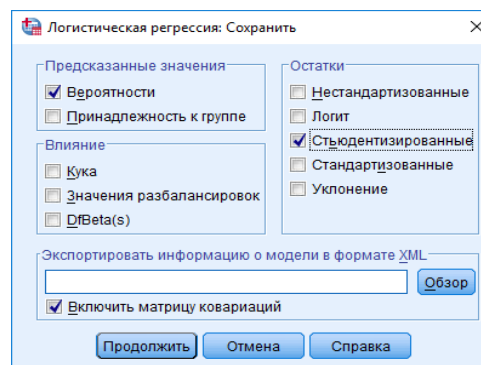 Логистическая регрессия: Сохранить
Предсказанные значения
Вероятности
Принадлежность к группе
Влияние
Кука
Значения разбалансировок
DfBeta(s)
Остатки
Нестандартизованные
Логит
Стьюдентизированные
Стандартизованные
Уклонение
Экспортировать информацию о модели в формате XML
Обзор
Включить матрицу ковариаций
Продолжить
Отмена
Справка